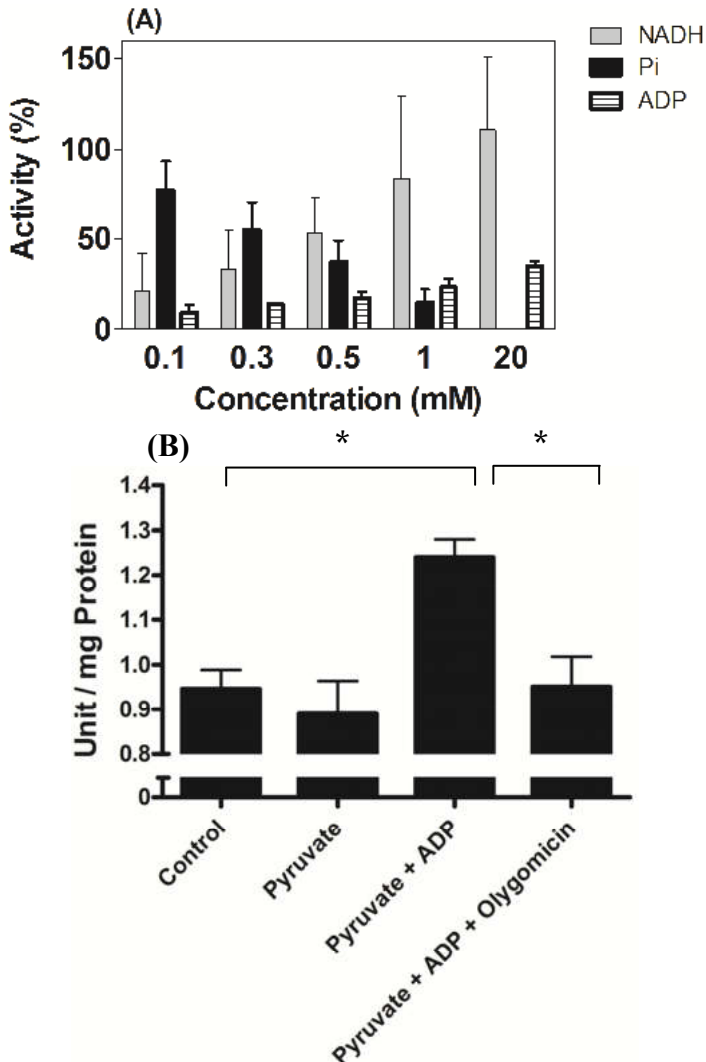 (A)
NADH
Pi
ADP
Activity (%)
150
100
50
0
0.1 0.3 0.5 1 20
Concentration (mM)
(B)
* *
Unit / mg Protein
1.4
1.3
1.2
1.1
1.0
0.9
0.8
0
Control
Pyruvate
Pyruvate + ADP
Pyruvate + ADP + Olygomicin